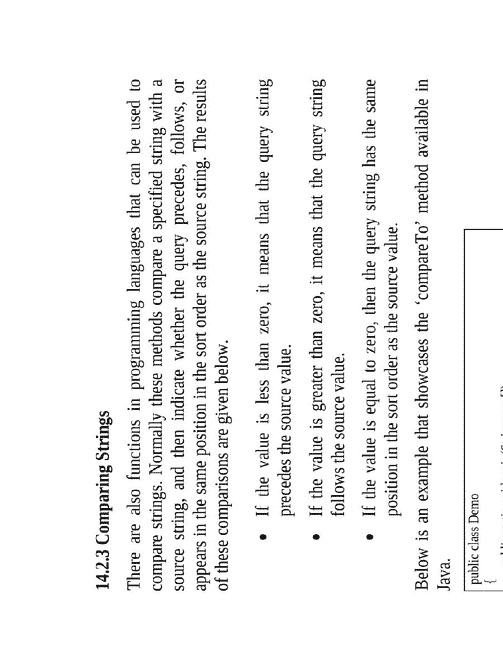 14.2.3 Comparing Strings
There are also functions in programming languages that can be used to
compare strings. Normally these methods compare a specified string with a
source string, and then indicate whether the query precedes, follows, or
appears in the same position in the sort order as the source string. The results
of these comparisons are given below.
• If the value is less than zero, it means that the query string
precedes the source value.
• If the value is greater than zero, it means that the query string
follows the source value.
• If the value is equal to zero, then the query string has the same
position in the sort order as the source value.
Below is an example that showcases the ‘compareTo’ method available in
Java.
public class Demo
{